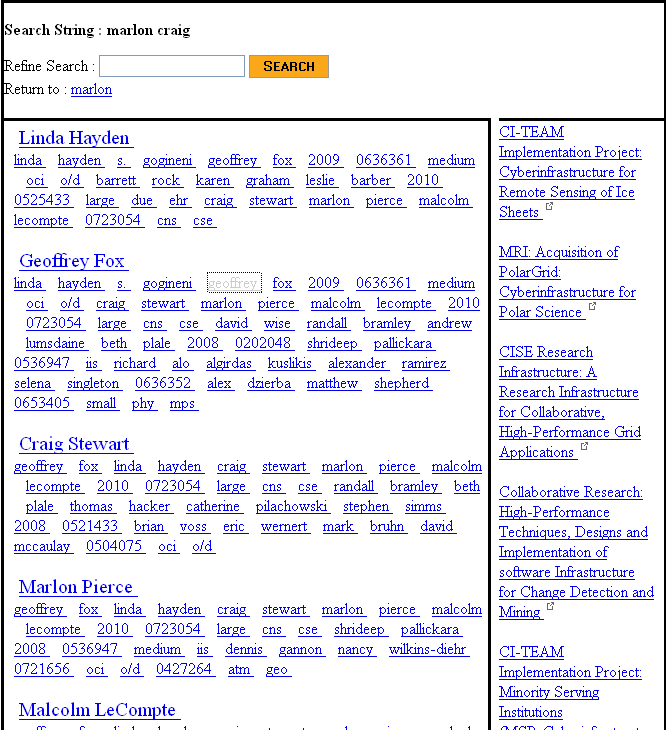 Search String : marlon craig
Refine Search : SEARCH
Return to : marlon
Linda Hayden
linda hayden s. gogineni geoffrey fox 2009 0636361 medium
oci o/d barrett rock karen graham leslie barber 2010
0525433 large due ehr craig stewart marlon pierce malcolm
lecompte 0723054 cns cse
Geoffrey Fox
linda hayden s. gogineni geoffrey fox 2009 0636361 medium
oci o/d craig stewart marlon pierce malcolm lecompte 2010
0723054 large cns cse david wise randall bramley andrew
lumsdaine beth plale 2008 0202048 shrideep pallickara
0536947 iis richard alo algirdas kuslikis alexander ramirez
selena singleton 0636352 alex dzierba matthew shepherd
0653405 small phy mps
Craig Stewart
geoffrey fox linda hayden craig stewart marlon pierce malcolm
lecompte 2010 0723054 large cns cse randall bramley beth
plale thomas hacker catherine pilachowski stephen simms
2008 0521433 brian voss eric wernert mark bruhn david
mccaulay 0504075 oci o/d
Marlon Pierce
geoffrey fox linda hayden craig stewart marlon pierce malcolm
lecompte 2010 0723054 large cns cse shrideep pallickara
2008 0536947 medium iis dennis gannon nancy wilkins-diehr
0721656 oci o/d 0427264 atm geo
Malcolm LeCompte
CI-TEAM
Implementation Project:
Cyberinfrastructure for
Remote Sensing of Ice
Sheets
MRI: Acquisition of
PolarGrid:
Cyberinfrastructure for
Polar Science
CISE Research
Infrastructure: A
Research Infrastructure
for Collaborative,
High-Performance Grid
Applications
Collaborative Research:
High-Performance
Techniques, Designs and
Implementation of
software Infrastructure
for Change Detection and
Mining
CI-TEAM
Implementation Project:
Minority Serving
Institutions